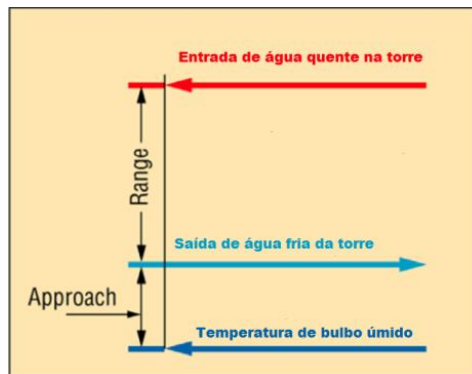 Entrada de água quente na torre
Range
Saída de água fria da torre
Approach
Temperatura de bulbo úmido